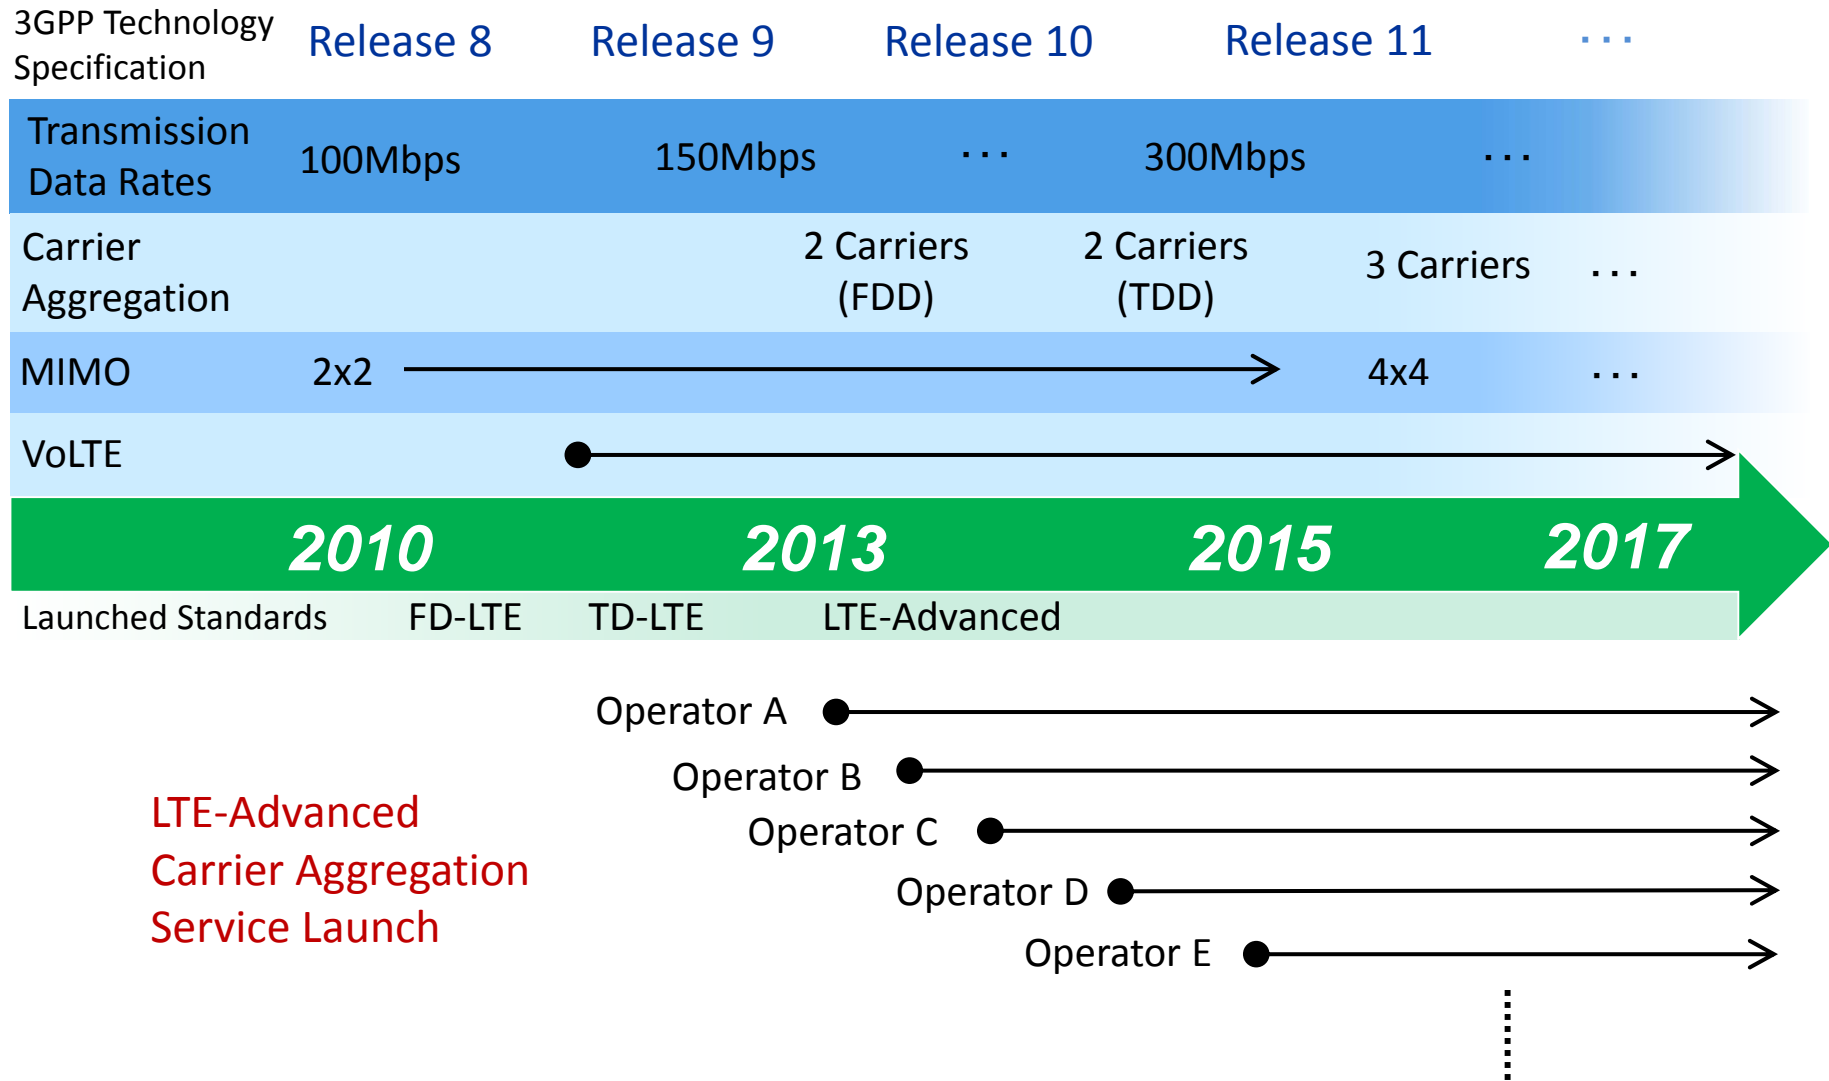 3GPP Technology
Specification
Release 8
Release 9
Release 10
Release 11
...
Transmission
Data Rates
100Mbps
150Mbps
...
300Mbps
...
Carrier
Aggregation
2 Carriers
(FDD)
2 Carriers
(TDD)
3 Carriers
...
MIMO
2x2
4x4
...
VoLTE
2010
2013
2015
2017
Launched Standards
FD-LTE
TD-LTE
LTE-Advanced
Operator A
Operator B
Operator C
Operator D
Operator E
LTE-Advanced
Carrier Aggregation
Service Launch